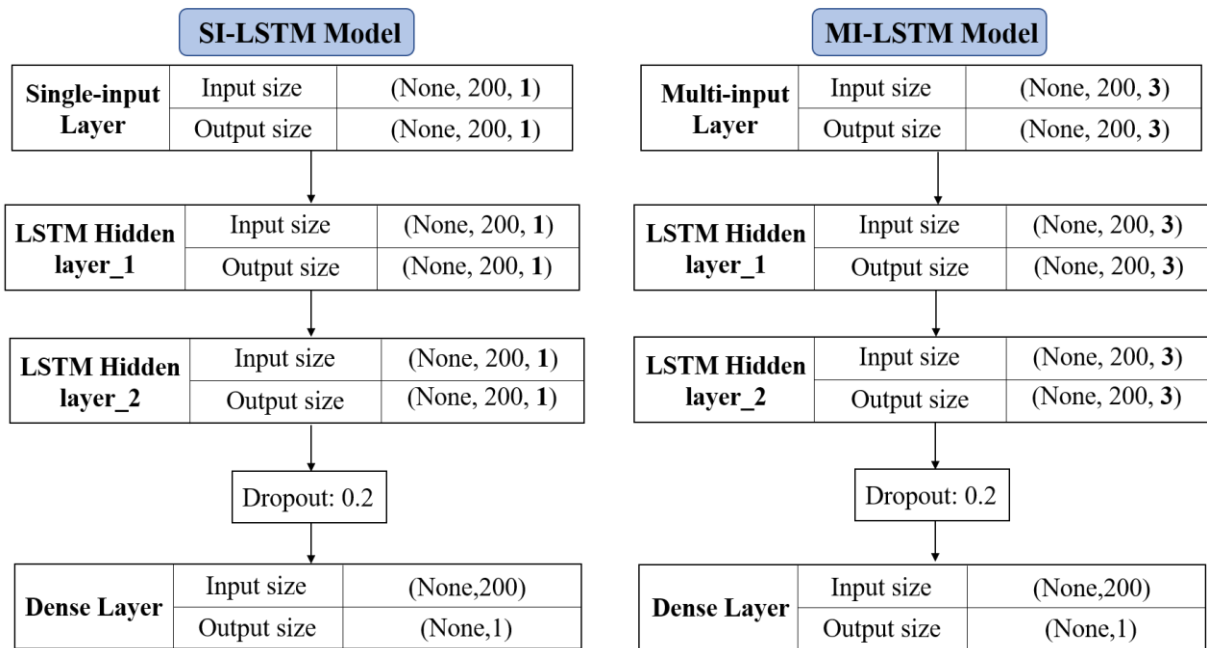 SI-LSTM Model
Single-input
Layer
Input size
(None, 200, 1)
Output size
(None, 200, 1)
LSTM Hidden
layer_1
Input size
(None, 200, 1)
Output size
(None, 200, 1)
LSTM Hidden
layer_2
Input size
(None, 200, 1)
Output size
(None, 200, 1)
Dropout: 0.2
Dense Layer
Input size
(None,200)
Output size
(None,1)
MI-LSTM Model
Multi-input
Layer
Input size
(None, 200, 3)
Output size
(None, 200, 3)
LSTM Hidden
layer_1
Input size
(None, 200, 3)
Output size
(None, 200, 3)
LSTM Hidden
layer_2
Input size
(None, 200, 3)
Output size
(None, 200, 3)
Dropout: 0.2
Dense Layer
Input size
(None,200)
Output size
(None,1)